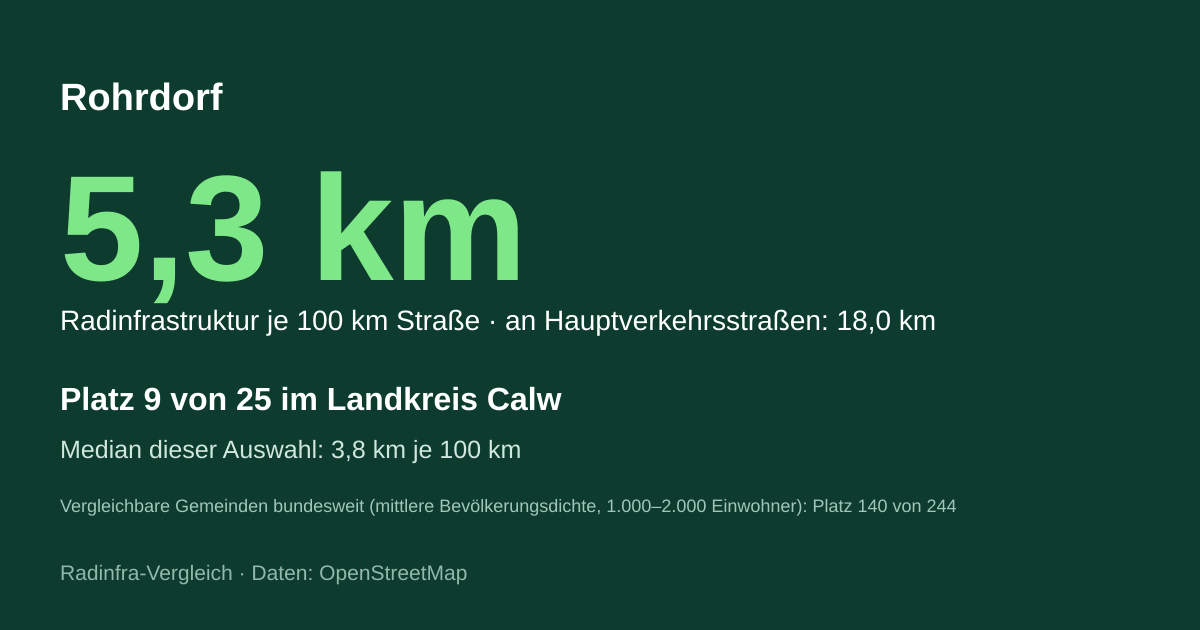 Rohrdorf
5,3 km
Radinfrastruktur je 100 km Straße · an Hauptverkehrsstraßen: 18,0 km
Platz 9 von 25 im Landkreis Calw
Median dieser Auswahl: 3,8 km je 100 km
Vergleichbare Gemeinden bundesweit (mittlere Bevölkerungsdichte, 1.000–2.000 Einwohner): Platz 140 von 244
Radinfra-Vergleich · Daten: OpenStreetMap